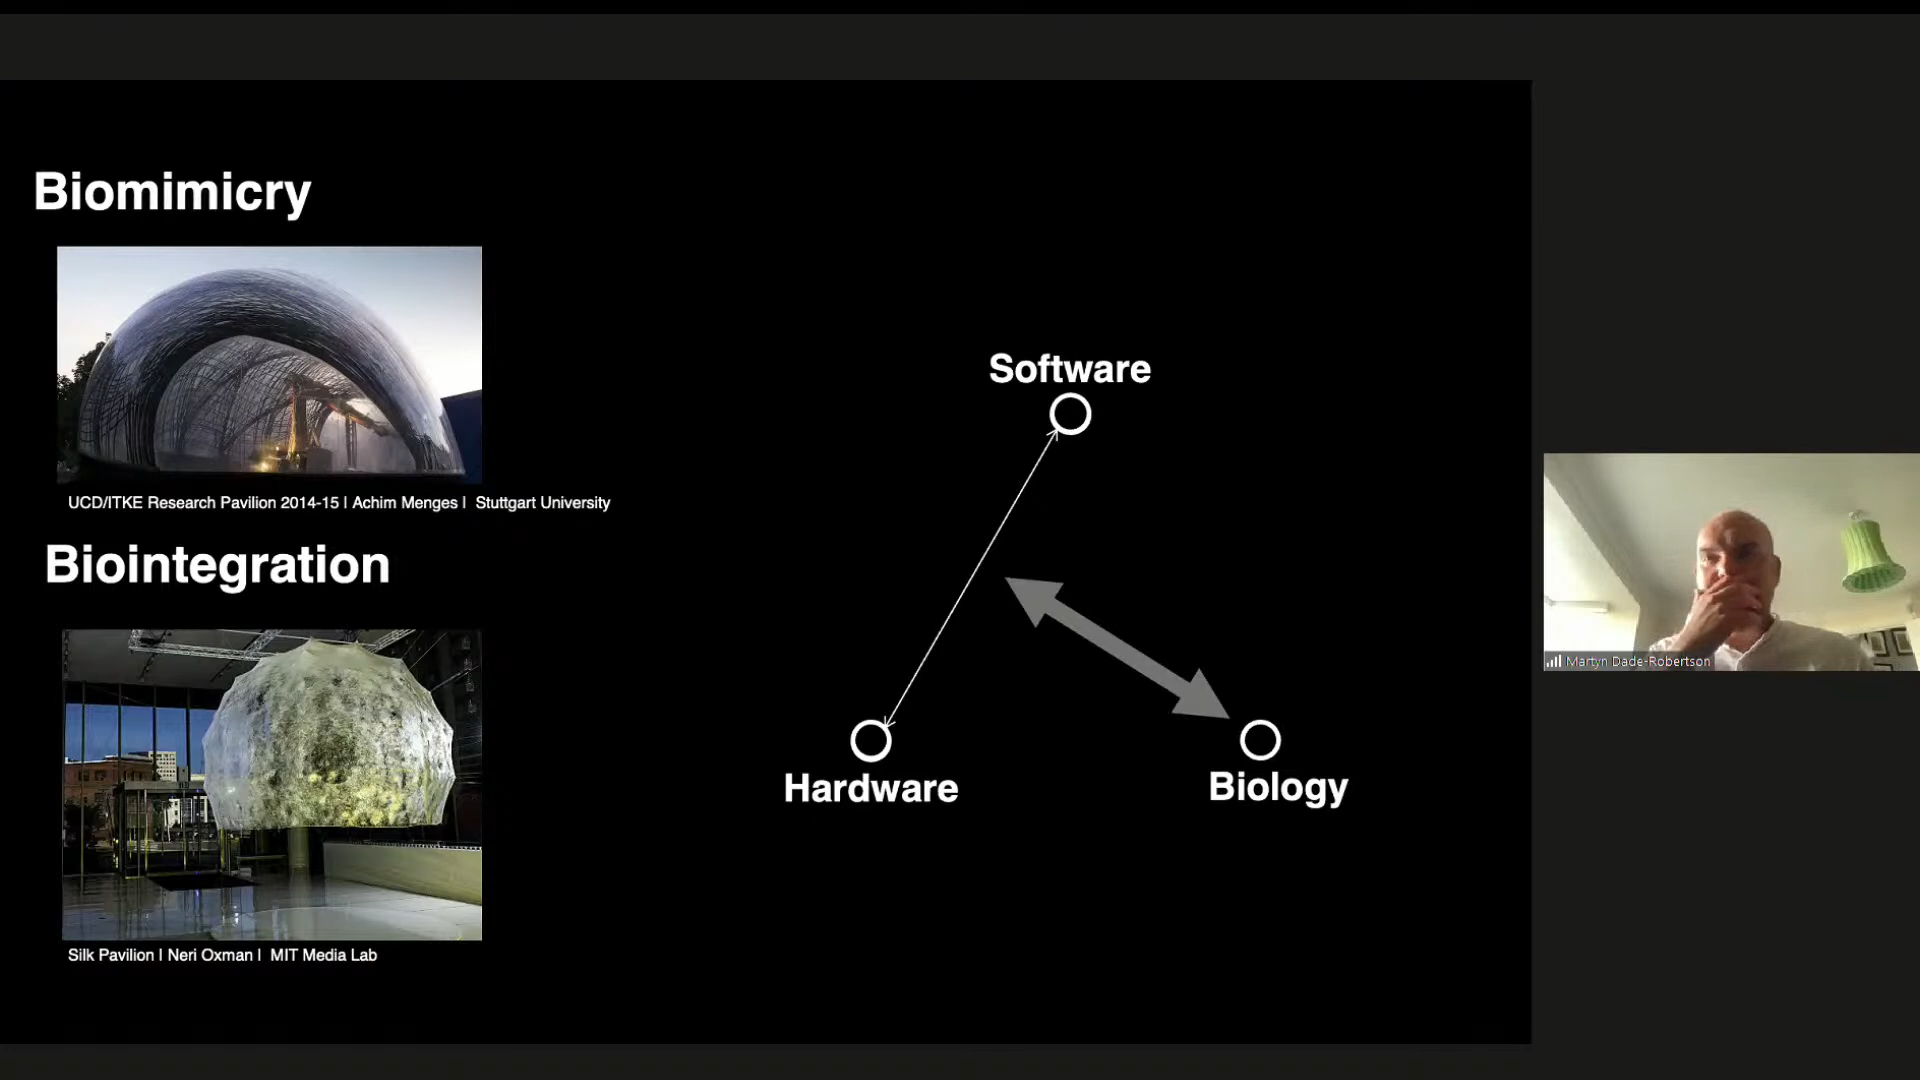 Biomimicry
UCD/ITKE Research Pavilion 2014-15 | Achim Menges | Stuttgart University
Biointegration
Silk Pavilion | Neri Oxman | MIT Media Lab
Software
Hardware
Biology
Martyn Dade-Robertson